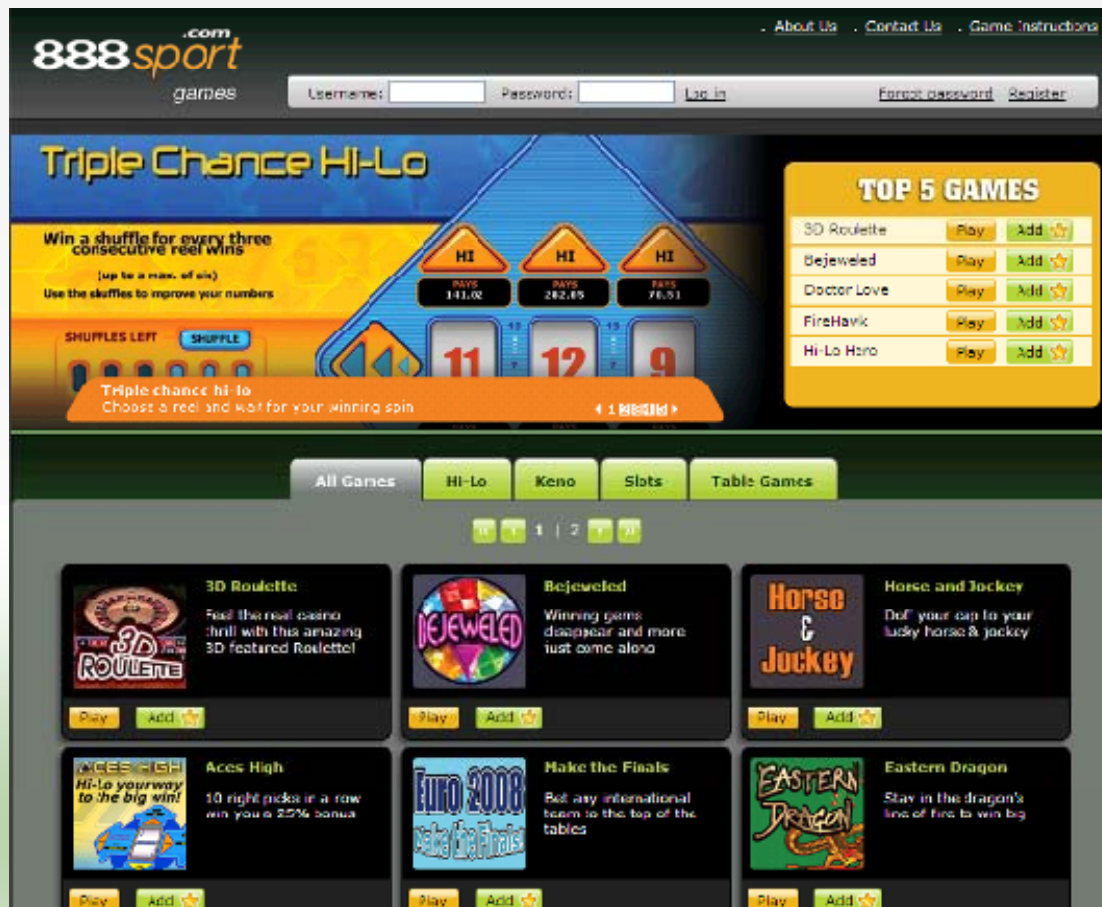 . About Us . Contact Us . Game Instructions
888sport.com
games
Username: Password: Log in Forgot password Register
Triple Chance Hi-Lo
Win a shuffle for every three
consecutive reel wins
(up to a max. of six)
Use the shuffles to improve your numbers
SHUFFLES LEFT SHUFFLE
HI HI HI
PAYS PAYS PAYS
141.02
11 12 9
Triple chance hi-lo
Choose a reel and wait for your winning spin
1
TOP 5 GAMES
3D Roulette Play Add
Bejeweled Play Add
Doctor Love Play Add
FireHawk Play Add
Hi-Lo Hero Play Add
All Games Hi-Lo Keno Slots Table Games
1 | 2
3D ROULETTE
3D Roulette
Feel the real casino
thrill with this amazing
3D featured Roulette!
Play Add
BEJEWELED
Bejeweled
Winning gems
disappear and more
just come along
Play Add
Horse
&
Jockey
Horse and Jockey
Doff your cap to your
lucky horse & jockey
Play Add
ACES HIGH
Hi-Lo your way
to the big win!
Aces High
10 right picks in a row
win you a 25% bonus
Play Add
Euro 2008
Make the Finals!
Make the Finals
Bet any international
team to the top of the
tables
Play Add
EASTERN
DRAGON
Eastern Dragon
Stay in the dragon's
line of fire to win big
Play Add